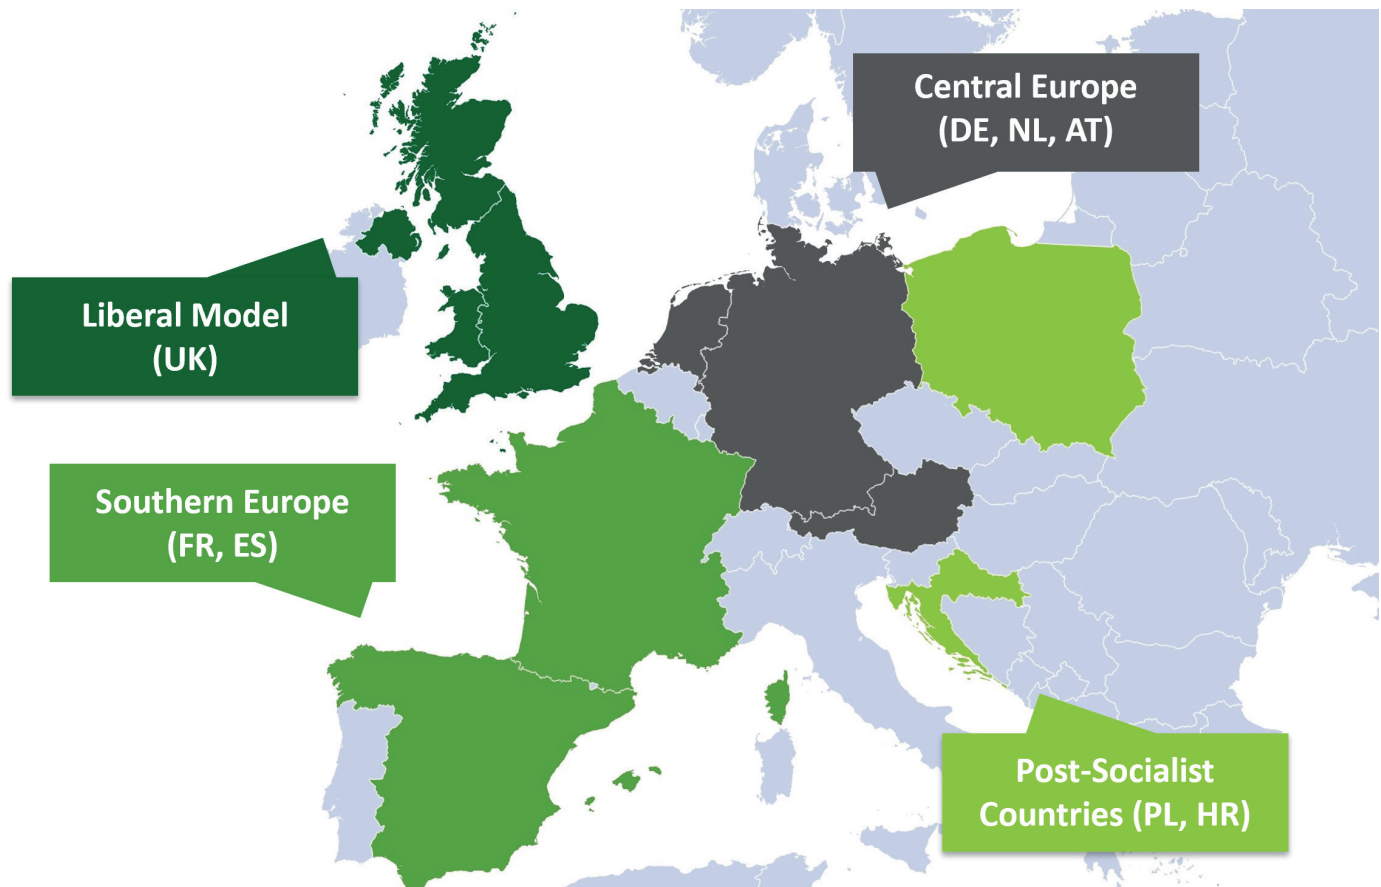 Central Europe
(DE, NL, AT)
Liberal Model
(UK)
Southern Europe
(FR, ES)
Post-Socialist
Countries (PL, HR)